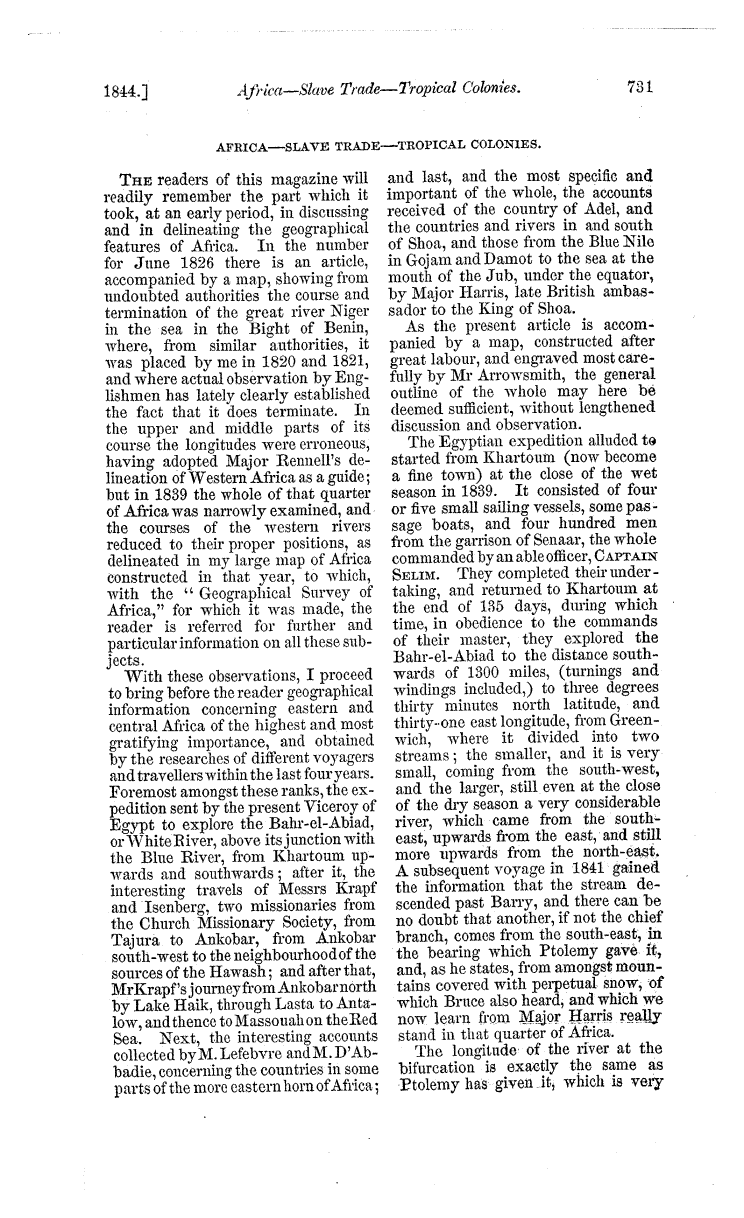 1844.] Africa—Slave Trade—Tropical Colonies. 731
AFRICA—SLAVE TRADE—TROPICAL COLONIES.
THE readers of this magazine will
readily remember the part which it
took, at an early period, in discussing
and in delineating the geographical
features of Africa. In the number
for June 1826 there is an article,
accompanied by a map, showing from
undoubted authorities the course and
termination of the great river Niger
in the sea in the Bight of Benin,
where, from similar authorities, it
was placed by me in 1820 and 1821,
and where actual observation by Eng-
lishmen has lately clearly established
the fact that it does terminate. In
the upper and middle parts of its
course the longitudes were erroneous,
having adopted Major Rennell's de-
lineation of Western Africa as a guide;
but in 1839 the whole of that quarter
of Africa was narrowly examined, and
the courses of the western rivers
reduced to their proper positions, as
delineated in my large map of Africa
constructed in that year, to which,
with the "Geographical Survey of
Africa," for which it was made, the
reader is referred for further and
particular information on all these sub-
jects.
With these observations, I proceed
to bring before the reader geographical
information concerning eastern and
central Africa of the highest and most
gratifying importance, and obtained
by the researches of different voyagers
and travellers within the last four years.
Foremost amongst these ranks, the ex-
pedition sent by the present Viceroy of
Egypt to explore the Bahr-el-Abiad,
or White River, above its junction with
the Blue River, from Khartoum up-
wards and southwards; after it, the
interesting travels of Messrs Krapf
and Isenberg, two missionaries from
the Church Missionary Society, from
Tajura to Ankobar, from Ankobar
south-west to the neighbourhood of the
sources of the Hawash; and after that,
Mr Krapf's journey from Ankobar north
by Lake Haik, through Lasta to Anta-
low, and thence to Massouah on the Red
Sea. Next, the interesting accounts
collected by M. Lefebvre and M. D'Ab-
badie, concerning the countries in some
parts of the more eastern horn of Africa;
and last, and the most specific and
important of the whole, the accounts
received of the country of Adel, and
the countries and rivers in and south
of Shoa, and those from the Blue Nile
in Gojam and Damot to the sea at the
mouth of the Jub, under the equator,
by Major Harris, late British ambas-
sador to the King of Shoa.
As the present article is accom-
panied by a map, constructed after
great labour, and engraved most care-
fully by Mr Arrowsmith, the general
outline of the whole may here be
deemed sufficient, without lengthened
discussion and observation.
The Egyptian expedition alluded to
started from Khartoum (now become
a fine town) at the close of the wet
season in 1839. It consisted of four
or five small sailing vessels, some pas-
sage boats, and four hundred men
from the garrison of Senaar, the whole
commanded by an able officer, CAPTAIN
SELIM. They completed their under-
taking, and returned to Khartoum at
the end of 135 days, during which
time, in obedience to the commands
of their master, they explored the
Bahr-el-Abiad to the distance south-
wards of 1300 miles, (turnings and
windings included,) to three degrees
thirty minutes north latitude, and
thirty-one east longitude, from Green-
wich, where it divided into two
streams; the smaller, and it is very
small, coming from the south-west,
and the larger, still even at the close
of the dry season a very considerable
river, which came from the south-
east, upwards from the east, and still
more upwards from the north-east.
A subsequent voyage in 1841 gained
the information that the stream de-
scended past Barry, and there can be
no doubt that another, if not the chief
branch, comes from the south-east, in
the bearing which Ptolemy gave it,
and, as he states, from amongst moun-
tains covered with perpetual snow, of
which Bruce also heard, and which we
now learn from Major Harris really
stand in that quarter of Africa.
The longitude of the river at the
bifurcation is exactly the same as
Ptolemy has given it, which is very